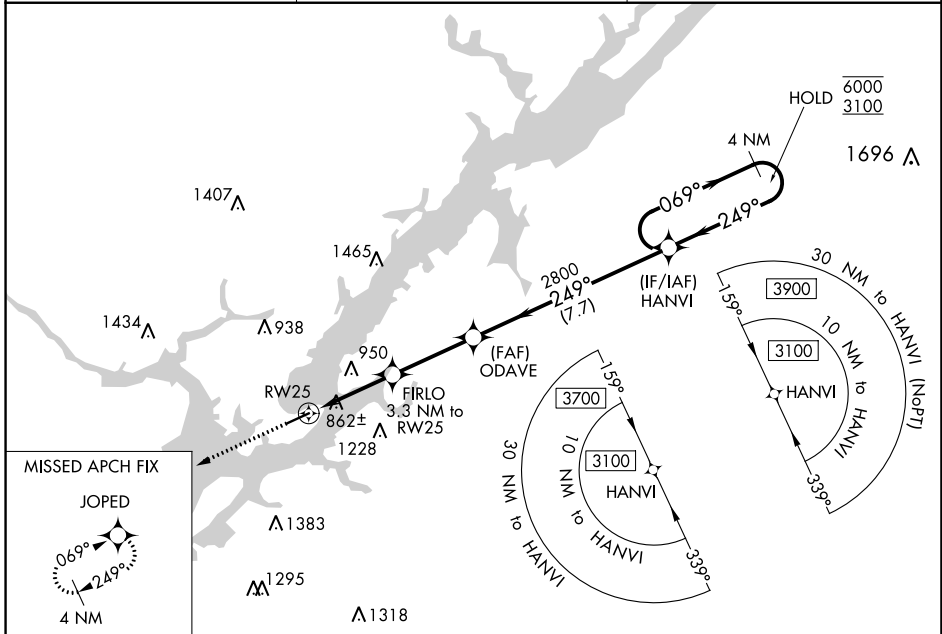 HOLD 6000
3100
4 NM
1696
1407
069°
249°
1465
2800
249°
(7.7)
(IF/IAF)
HANVI
30 NM to HANVI (NoPT)
159°
3900
10 NM to HANVI
3100
HANVI
339°
1434
938
950
(FAF)
ODAVE
RW25
FIRLO
3.3 NM to
RW25
862±
1228
159°
3700
30 NM to HANVI
10 NM to HANVI
3100
HANVI
339°
MISSED APCH FIX
JOPED
069°
249°
4 NM
1383
1295
1318